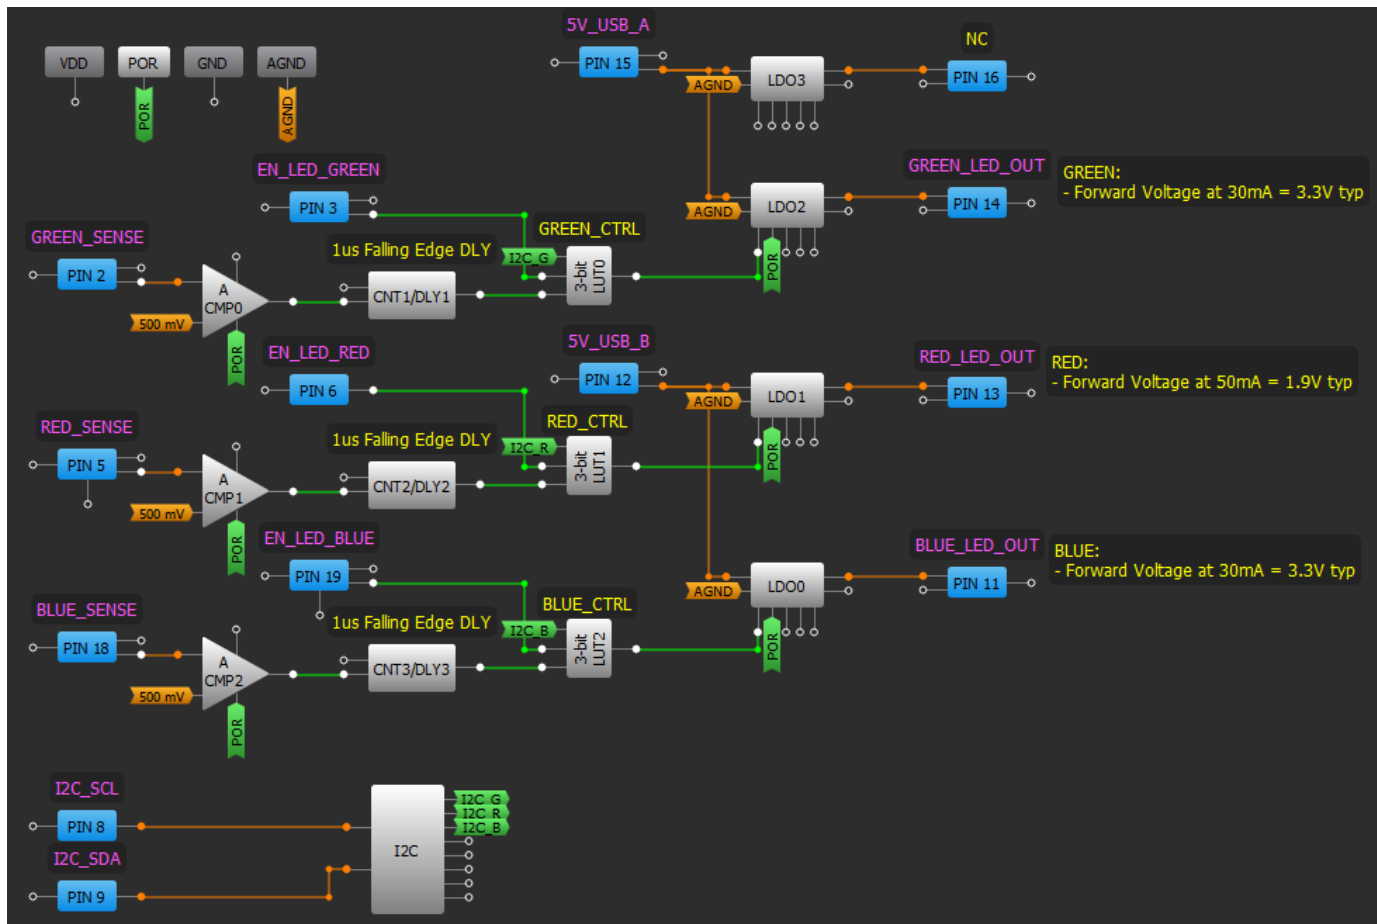 VDD
POR
GND
AGND
POR
AGND
5V_USB_A
PIN 15
AGND
LDO3
NC
PIN 16
EN_LED_GREEN
PIN 3
GREEN_SENSE
PIN 2
A
CMP0
500 mV
POR
1us Falling Edge DLY
CNT1/DLY1
GREEN_CTRL
I2C_G
3-bit
LUT0
AGND
LDO2
POR
GREEN_LED_OUT
PIN 14
GREEN:
- Forward Voltage at 30mA = 3.3V typ
EN_LED_RED
PIN 6
RED_SENSE
PIN 5
A
CMP1
500 mV
POR
1us Falling Edge DLY
CNT2/DLY2
RED_CTRL
I2C_R
3-bit
LUT1
5V_USB_B
PIN 12
AGND
LDO1
POR
RED_LED_OUT
PIN 13
RED:
- Forward Voltage at 50mA = 1.9V typ
EN_LED_BLUE
PIN 19
BLUE_SENSE
PIN 18
A
CMP2
500 mV
POR
1us Falling Edge DLY
CNT3/DLY3
BLUE_CTRL
I2C_B
3-bit
LUT2
AGND
LDO0
POR
BLUE_LED_OUT
PIN 11
BLUE:
- Forward Voltage at 30mA = 3.3V typ
I2C_SCL
PIN 8
I2C_SDA
PIN 9
I2C
I2C_G
I2C_R
I2C_B